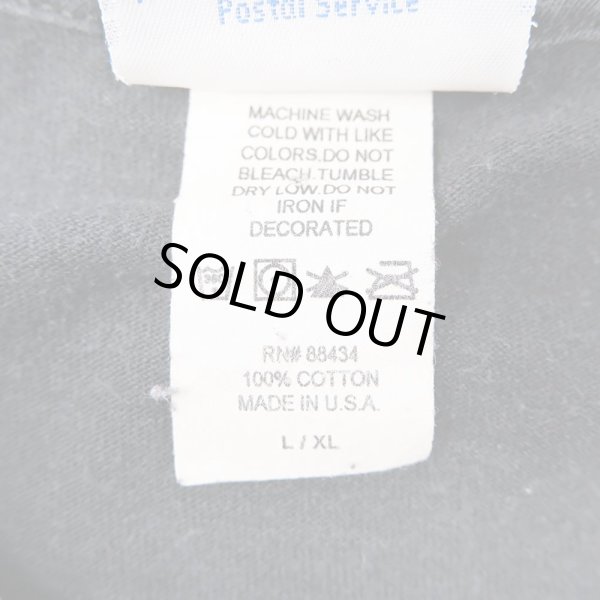 Postal Service
MACHINE WASH
COLD WITH LIKE
COLORS.DO NOT
BLEACH.TUMBLE
DRY LOW.DO NOT
IRON IF
DECORATED
SOLD OUT
RN# 88434
100% COTTON
MADE IN U.S.A.
L / XL